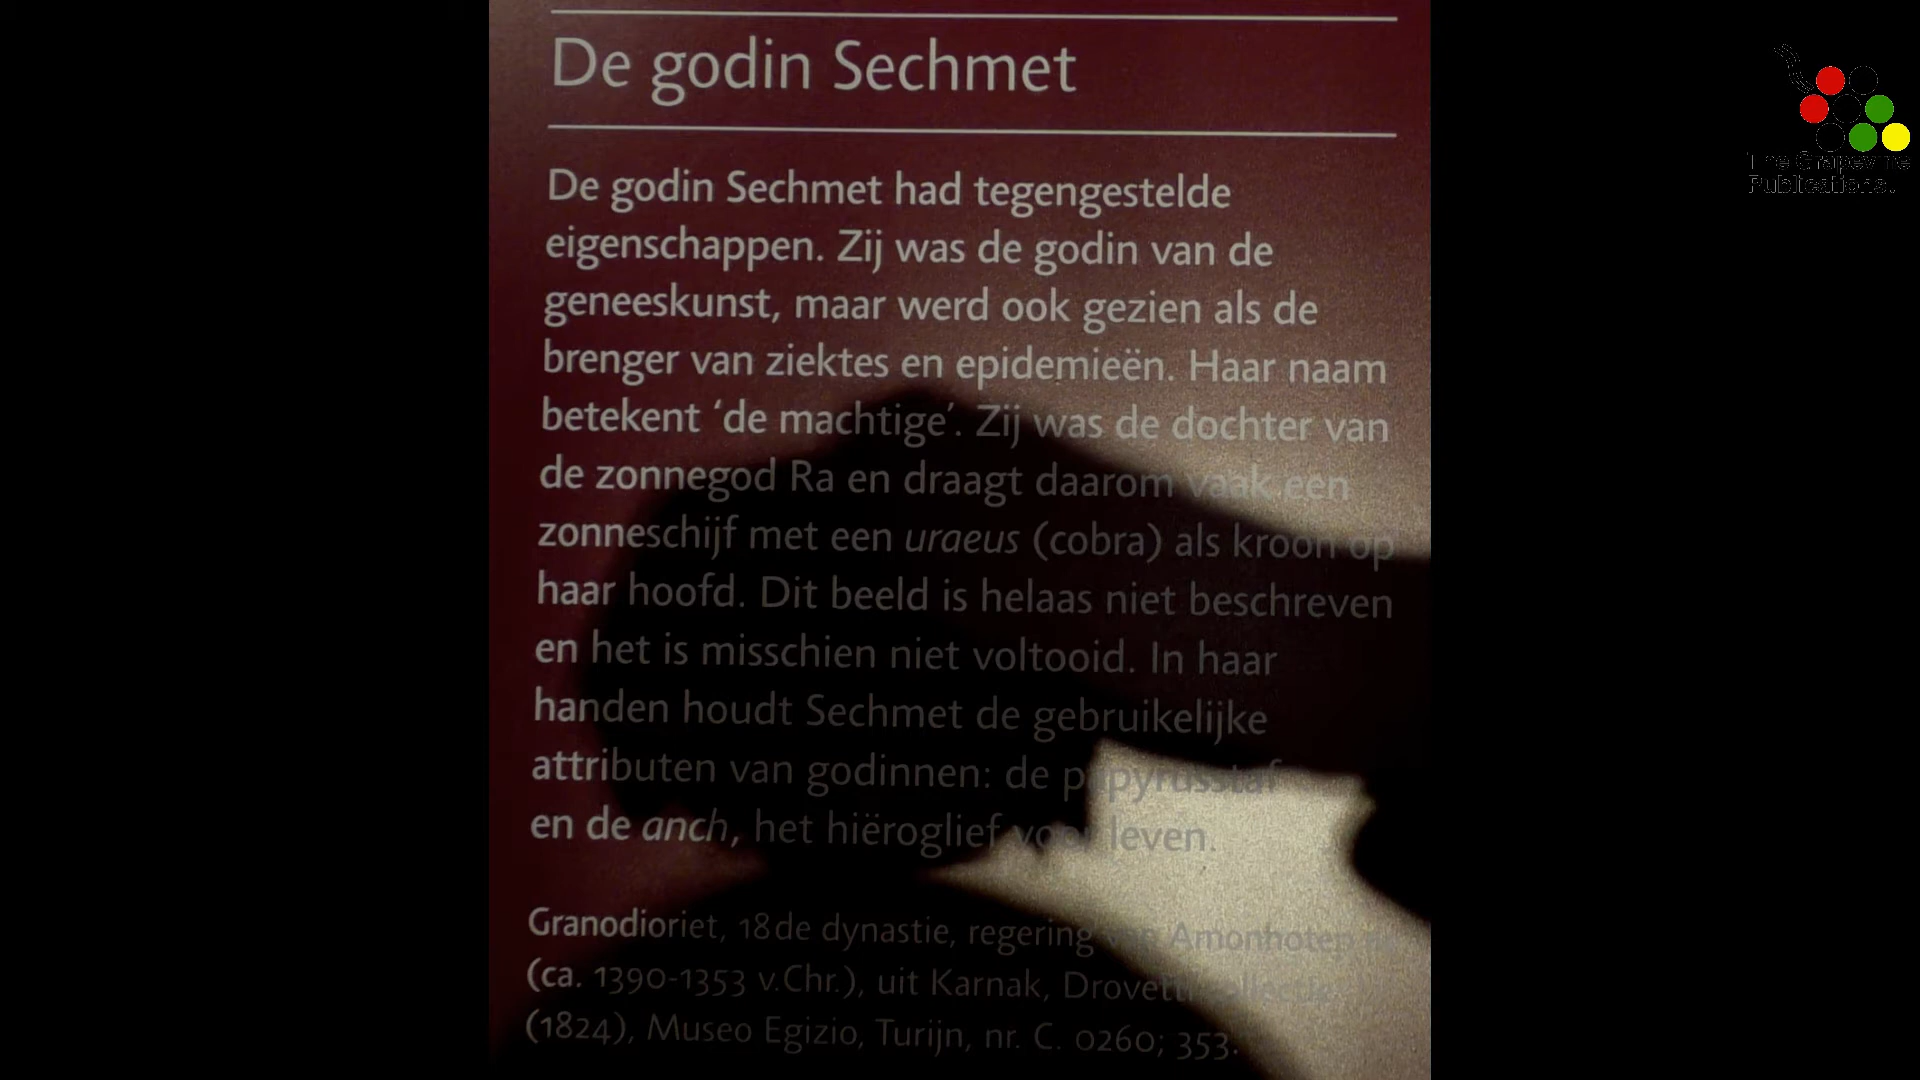 De godin Sechmet
De godin Sechmet had tegengestelde
eigenschappen. Zij was de godin van de
geneeskunst, maar werd ook gezien als de
brenger van ziektes en epidemieën. Haar naam
betekent ‘de machtige’. Zij was de dochter van
de zonnegod Ra en draagt daarom vaak een
zonneschijf met een uraeus (cobra) als kroon op
haar hoofd. Dit beeld is helaas niet beschreven
en het is misschien niet voltooid. In haar
handen houdt Sechmet de gebruikelijke
attributen van godinnen: de papyrusstaf
en de anch, het hiëroglief voor leven.
Granodioriet, 18de dynastie, regering van Amonhotep
(ca. 1390-1353 v.Chr.), uit Karnak, Drovetti collectie
(1824), Museo Egizio, Turijn, nr. C. 0260; 353.
The Grapevine
Publications.